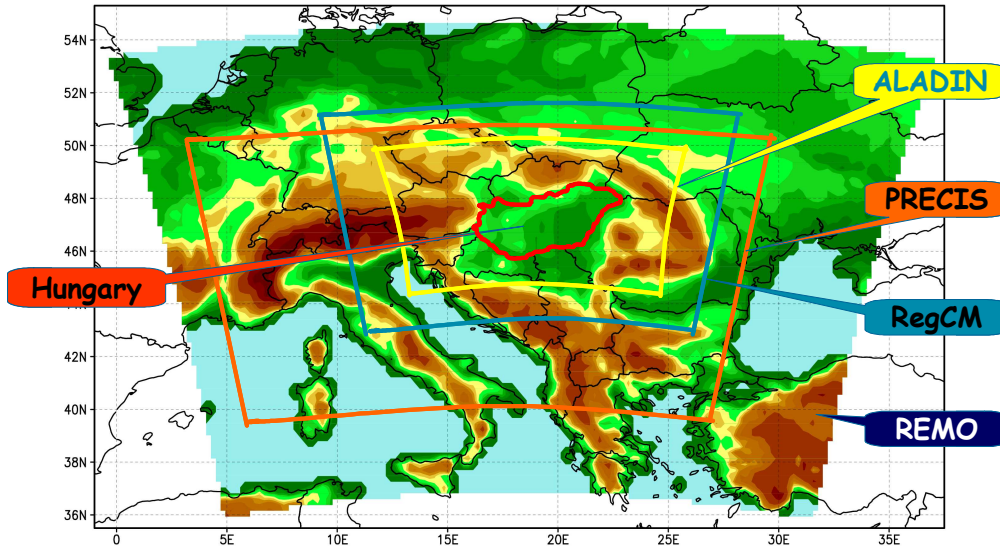 54N
52N
50N
48N
46N
44N
42N
40N
38N
36N
0
5E
10E
15E
20E
25E
30E
35E
ALADIN
PRECIS
Hungary
RegCM
REMO